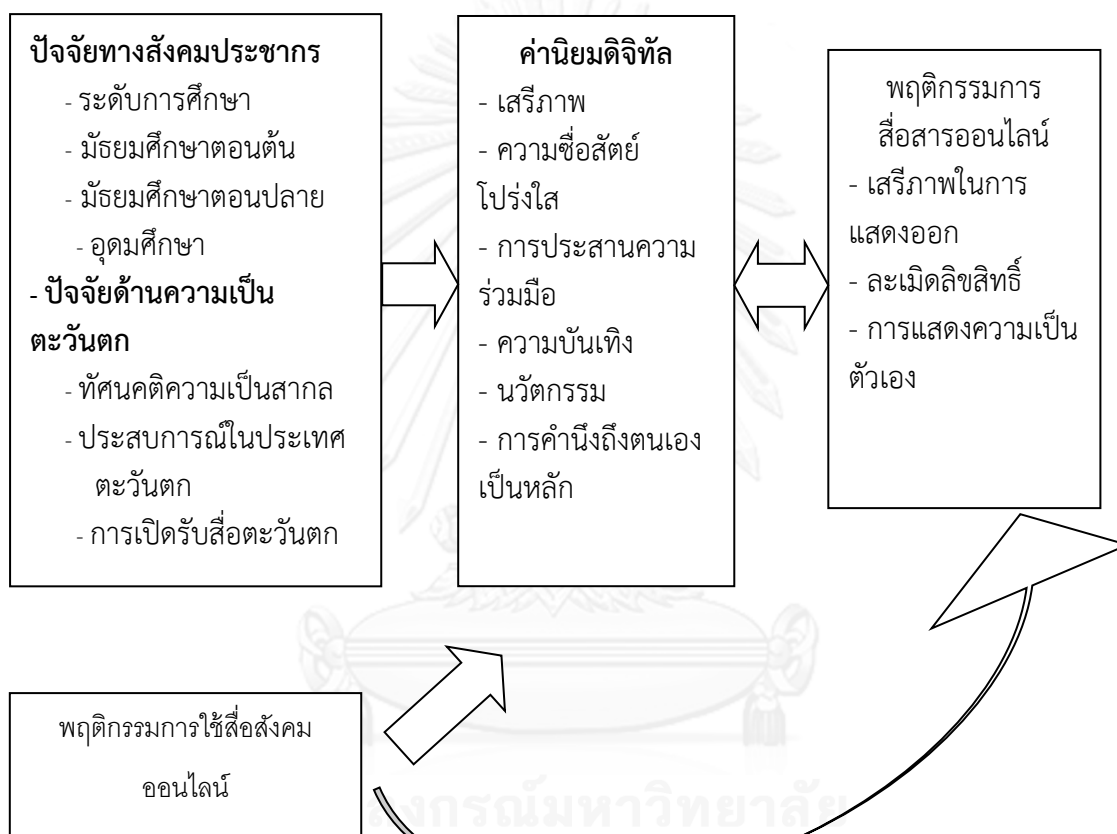 ปัจจัยทางสังคมประชากร
- ระดับการศึกษา
- มัธยมศึกษาตอนต้น
- มัธยมศึกษาตอนปลาย
- อุดมศึกษา
- ปัจจัยด้านความเป็น
ตะวันตก
- ทัศนคติความเป็นสากล
- ประสบการณ์ในประเทศ
ตะวันตก
- การเปิดรับสื่อตะวันตก
ค่านิยมดิจิทัล
- เสรีภาพ
- ความซื่อสัตย์
โปร่งใส
- การประสานความ
ร่วมมือ
- ความบันเทิง
- นวัตกรรม
- การคำนึงถึงตนเอง
เป็นหลัก
พฤติกรรมการ
สื่อสารออนไลน์
- เสรีภาพในการ
แสดงออก
- ละเมิดลิขสิทธิ์
- การแสดงความเป็น
ตัวเอง
พฤติกรรมการใช้สื่อสังคม
ออนไลน์
ลงกรณ์มหาวิทยาลัย